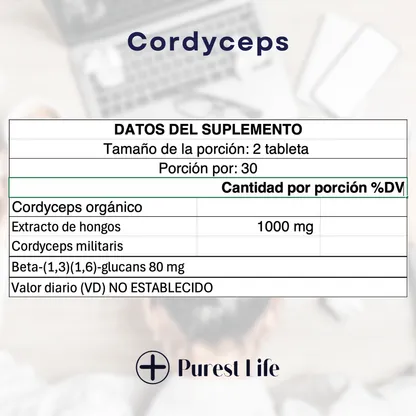 Cordyceps
DATOS DEL SUPLEMENTO
Tamaño de la porción: 2 tableta
Porción por: 30
Cantidad por porción %DV
Cordyceps orgánico
Extracto de hongos 1000 mg
Cordyceps militaris
Beta-(1,3)(1,6)-glucans 80 mg
Valor diario (VD) NO ESTABLECIDO
Purest Life